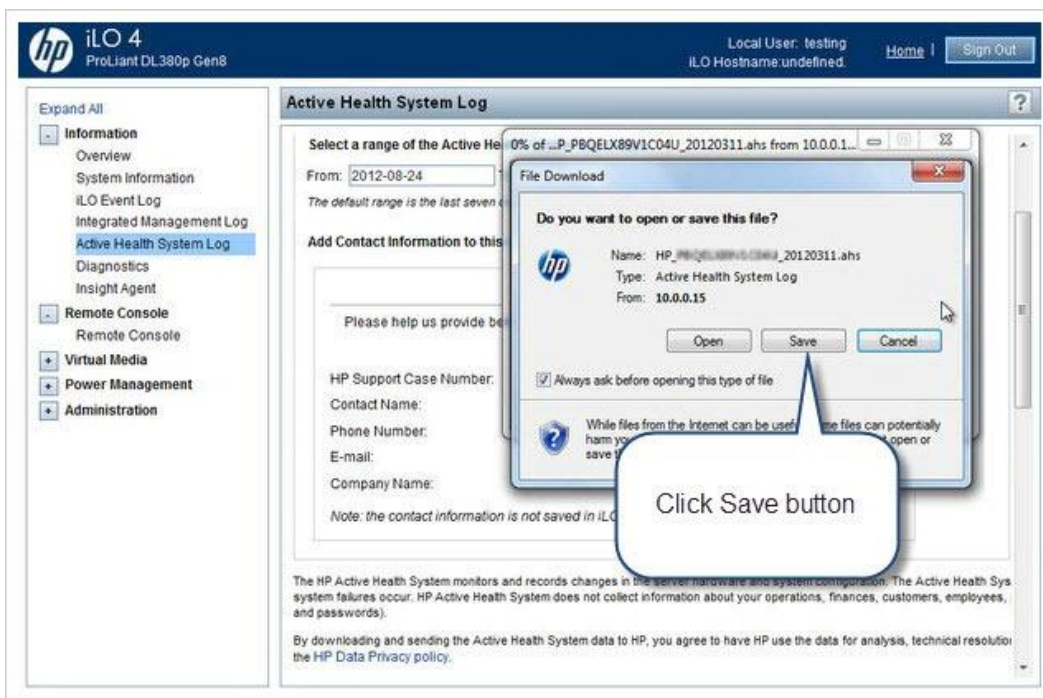 hp
iLO 4
ProLiant DL380p Gen8
Local User: testing
iLO Hostname:undefined.
Home |
Sign Out
Expand All
Information
Overview
System Information
iLO Event Log
Integrated Management Log
Active Health System Log
Diagnostics
Insight Agent
Remote Console
Remote Console
Virtual Media
Power Management
Administration
Active Health System Log
?
Select a range of the Active He
From: 2012-08-24
The default range is the last seven
Add Contact Information to this
Please help us provide be
HP Support Case Number:
Contact Name:
Phone Number:
E-mail:
Company Name:
Note: the contact information is not saved in iLO
0% of ...P_PBQELX89V1C04U_20120311.ahs from 10.0.0.1...
File Download
Do you want to open or save this file?
hp
Name: HP_ _20120311.ahs
Type: Active Health System Log
From: 10.0.0.15
Open
Save
Cancel
Always ask before opening this type of file
While files from the Internet can be files can potentially
harm open or
save
Click Save button
The HP Active Health System monitors and records changes in the server hardware and system configuration. The Active Health Sys
system failures occur. HP Active Health System does not collect information about your operations, finances, customers, employees,
and passwords).
By downloading and sending the Active Health System data to HP, you agree to have HP use the data for analysis, technical resolution
the HP Data Privacy policy.